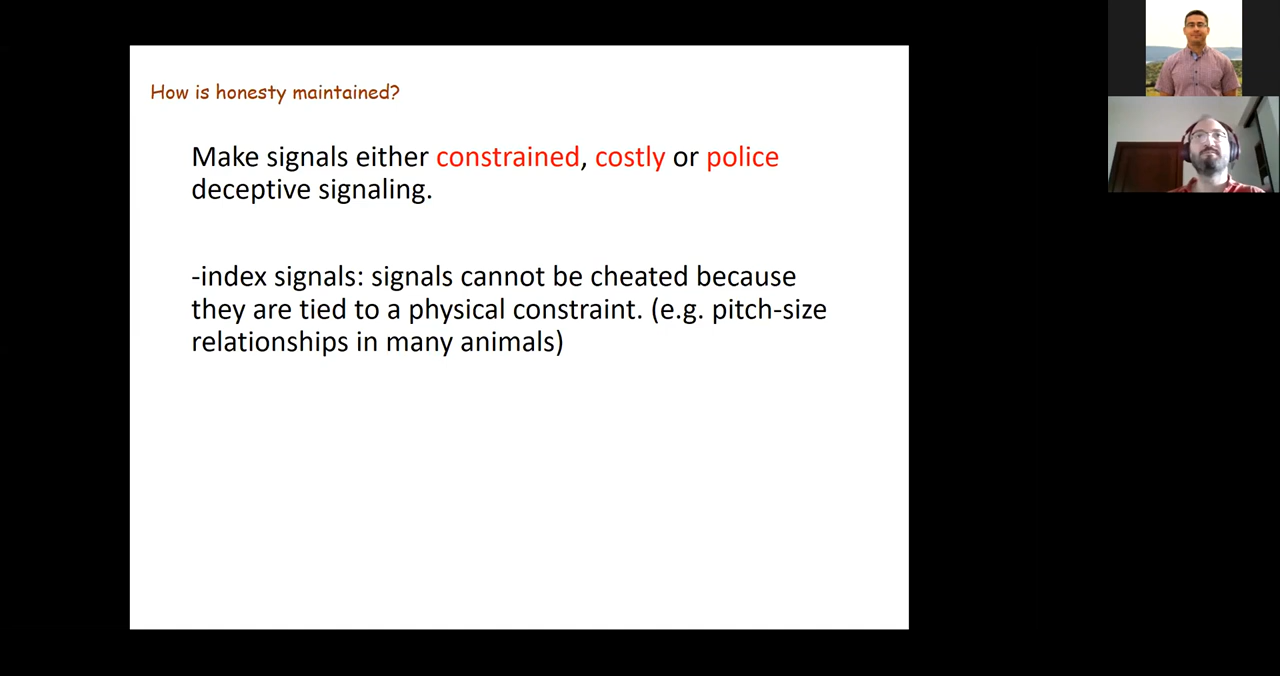 How is honesty maintained?
Make signals either constrained, costly or police
deceptive signaling.
-index signals: signals cannot be cheated because
they are tied to a physical constraint. (e.g. pitch-size
relationships in many animals)